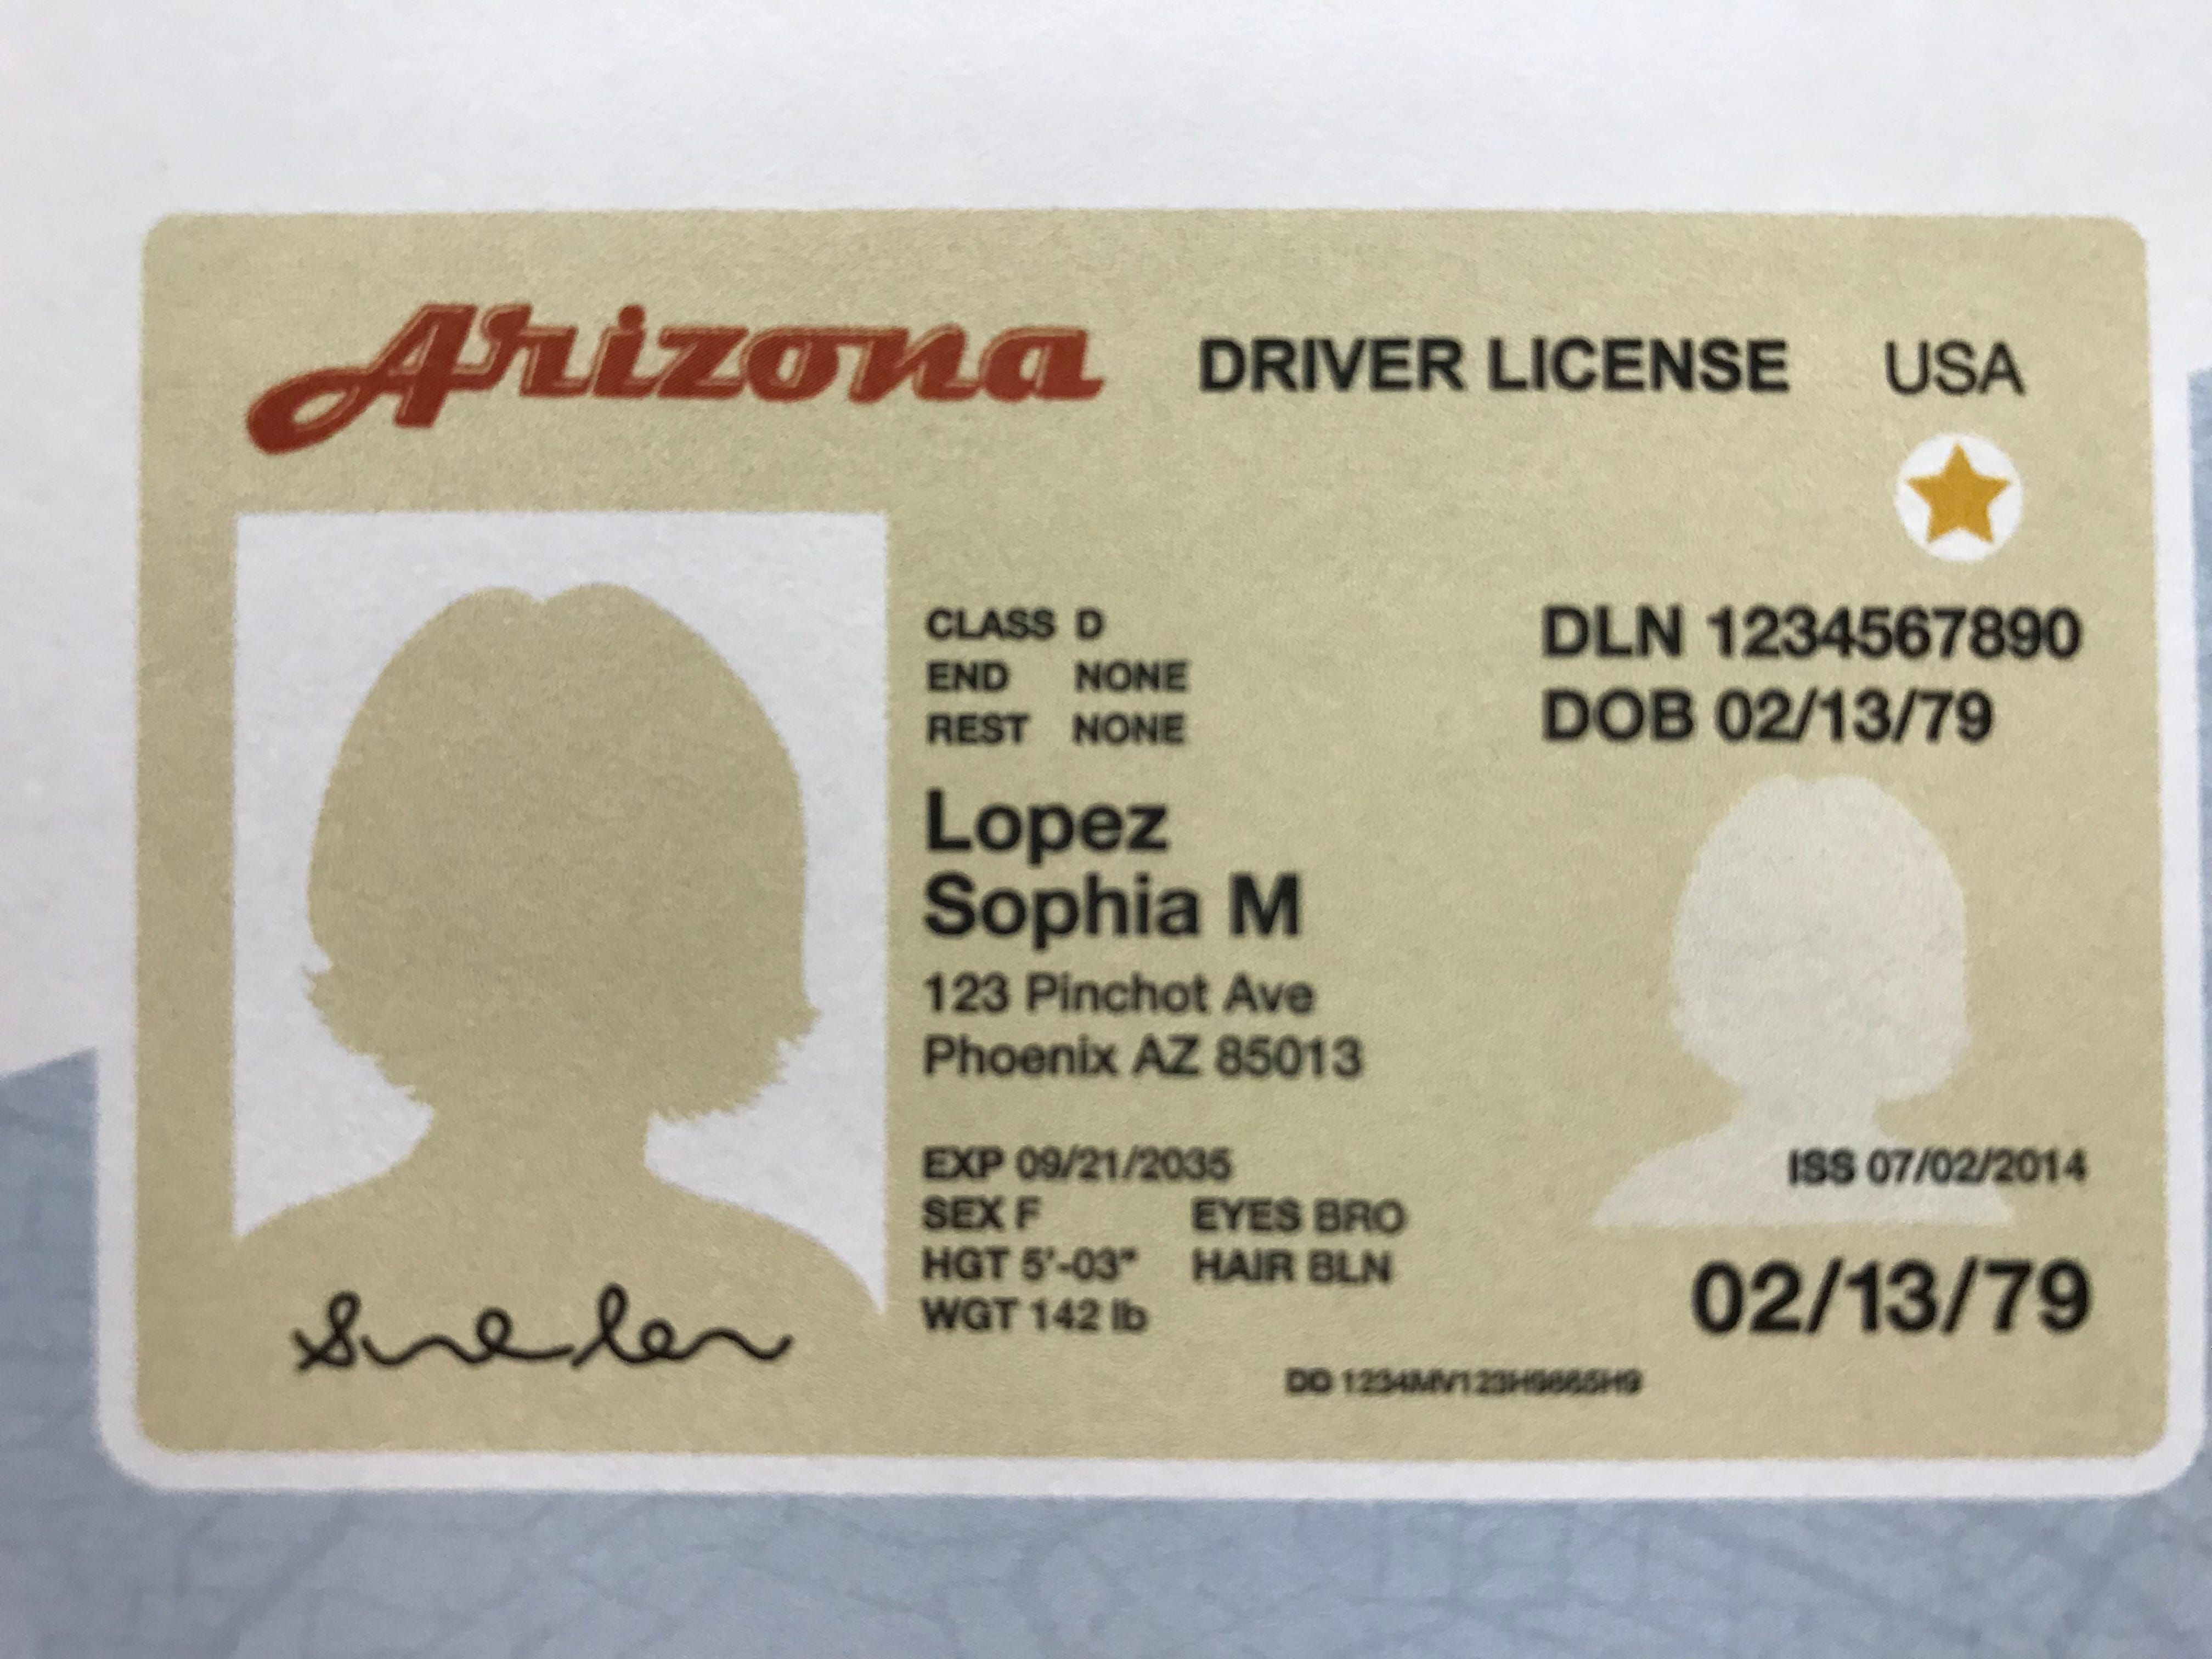 Arizona DRIVER LICENSE USA
CLASS D
END NONE
REST NONE
DLN 1234567890
DOB 02/13/79
Lopez
Sophia M
123 Pinchot Ave
Phoenix AZ 85013
EXP 09/21/2035
SEX F EYES BRO
HGT 5'-03" HAIR BLN
WGT 142 lb
ISS 07/02/2014
02/13/79
DD 1234MV123H9665H9